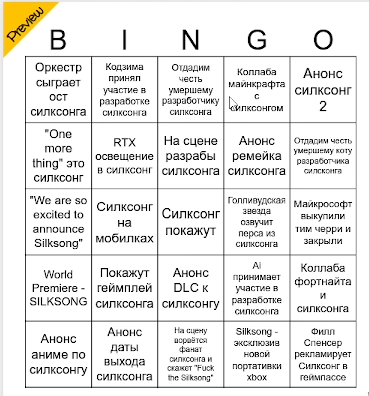 Preview
B I N G O
Оркестр сыграет ост силксонга
Кодзима принял участие в разработке силксонга
Отдадим честь умершему разработчику силксонга
Коллаба майнкрафта с силксонгом
Анонс силксонг 2
"One more thing" это силксонг
RTX освещение в силксонг
На сцене разрабы силксонга
Анонс ремейка силксонга
Отдадим честь умершему коту разработчика силксонга
"We are so excited to announce Silksong"
Силксонг на мобилках
Силксонг покажут
Голливудская звезда озвучит перса из силксонга
Майкрософт выкупили тим черри и закрыли
World Premiere - SILKSONG
Покажут геймплей силксонга
Анонс DLC к силксонгу
Ai принимает участие в разработке силксонга
Коллаба фортнайта и силксонга
Анонс аниме по силксонгу
Анонс даты выхода силксонга
На сцену ворвётся фанат силксонга и скажет "Fuck the Silksong"
Silksong - эксклюзив новой портативки xbox
Филл Спенсер рекламирует Силксонг в геймпассе